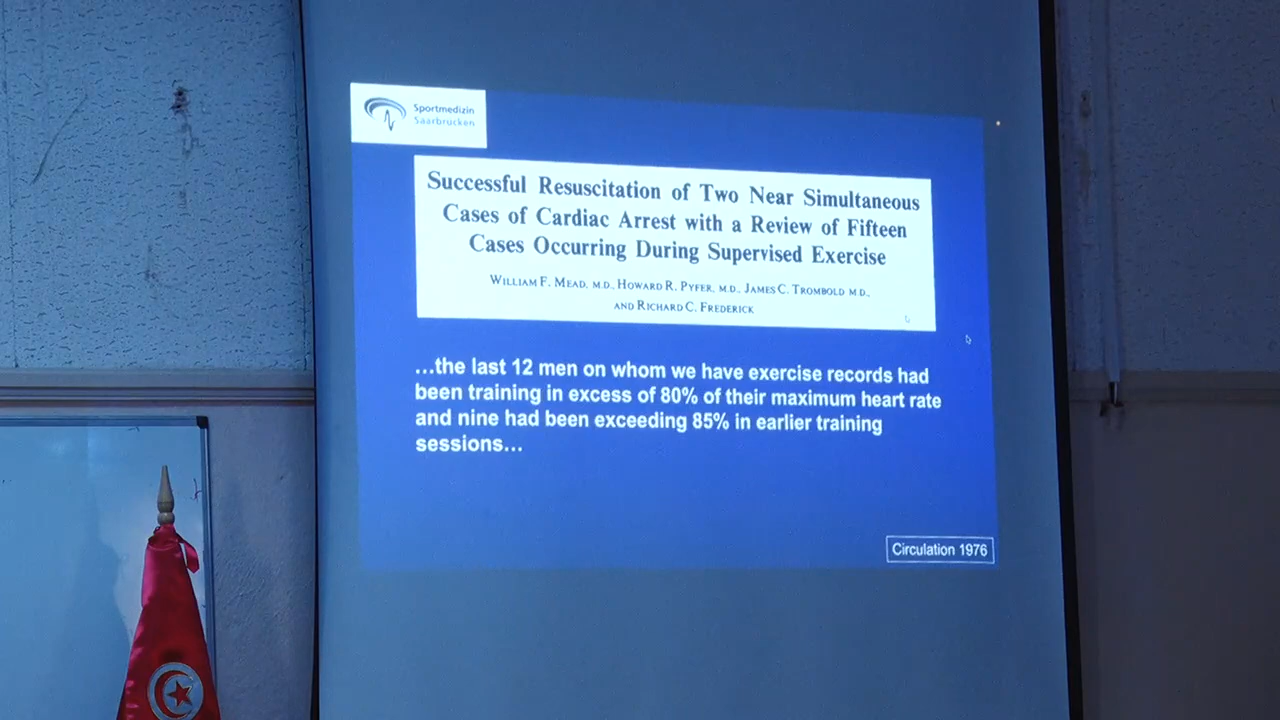 Sportmedizin
Saarbrücken
Successful Resuscitation of Two Near Simultaneous
Cases of Cardiac Arrest with a Review of Fifteen
Cases Occurring During Supervised Exercise
WILLIAM F. MEAD, M.D., HOWARD R. PYFER, M.D., JAMES C. TROMBOLD M.D.,
AND RICHARD C. FREDERICK
...the last 12 men on whom we have exercise records had
been training in excess of 80% of their maximum heart rate
and nine had been exceeding 85% in earlier training
sessions...
Circulation 1976